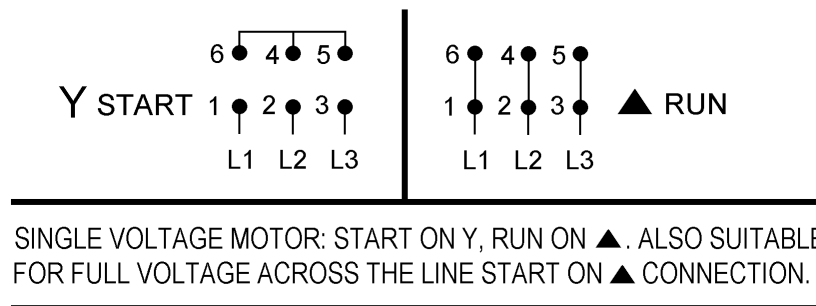 6 4 5 6 4 5
Y START 1 2 3 1 2 3 ▲ RUN
L1 L2 L3 L1 L2 L3
SINGLE VOLTAGE MOTOR: START ON Y, RUN ON ▲. ALSO SUITABLE
FOR FULL VOLTAGE ACROSS THE LINE START ON ▲ CONNECTION.